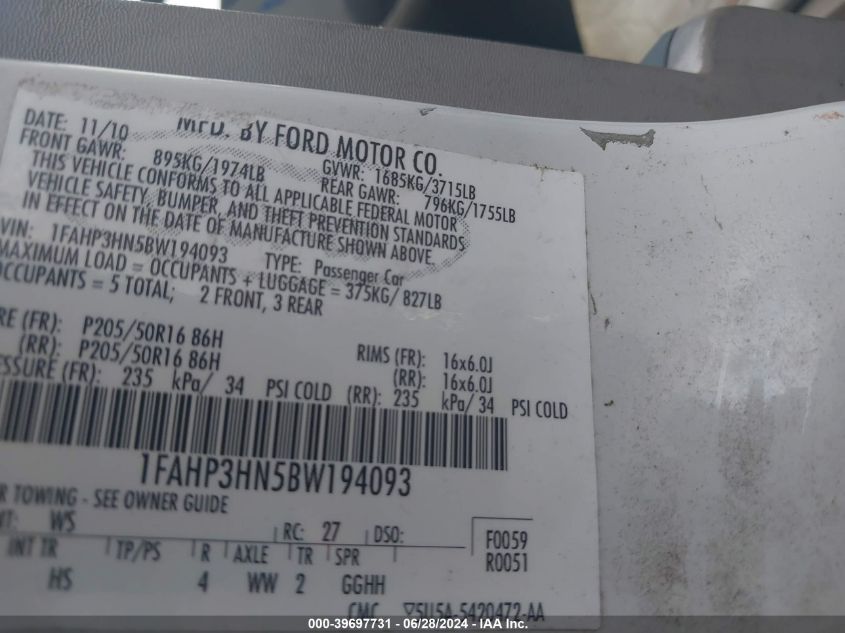 DATE: 11/10 MFD. BY FORD MOTOR CO.
FRONT GAWR: 895KG/1974LB GVWR: 1685KG/3715LB
REAR GAWR: 796KG/1755LB
THIS VEHICLE CONFORMS TO ALL APPLICABLE FEDERAL MOTOR
VEHICLE SAFETY, BUMPER, AND THEFT PREVENTION STANDARDS
IN EFFECT ON THE DATE OF MANUFACTURE SHOWN ABOVE.
VIN: 1FAHP3HN5BW194093 TYPE: Passenger Car
MAXIMUM LOAD = OCCUPANTS + LUGGAGE = 375KG/ 827LB
OCCUPANTS = 5 TOTAL; 2 FRONT, 3 REAR
RE (FR): P205/50R16 86H RIMS (FR): 16x6.0J
(RR): P205/50R16 86H (RR): 16x6.0J
ESSURE (FR): 235 kPa/ 34 PSI COLD (RR): 235 kPa/ 34 PSI COLD
1FAHP3HN5BW194093
R TOWING - SEE OWNER GUIDE
NT: WS RC: 27 DSO: F0059
R0051
INT TR TP/PS R AXLE TR SPR
HS 4 WW 2 GGHH
CMC 5U5A-5420472-AA
000-39697731 - 06/28/2024 - IAA Inc.